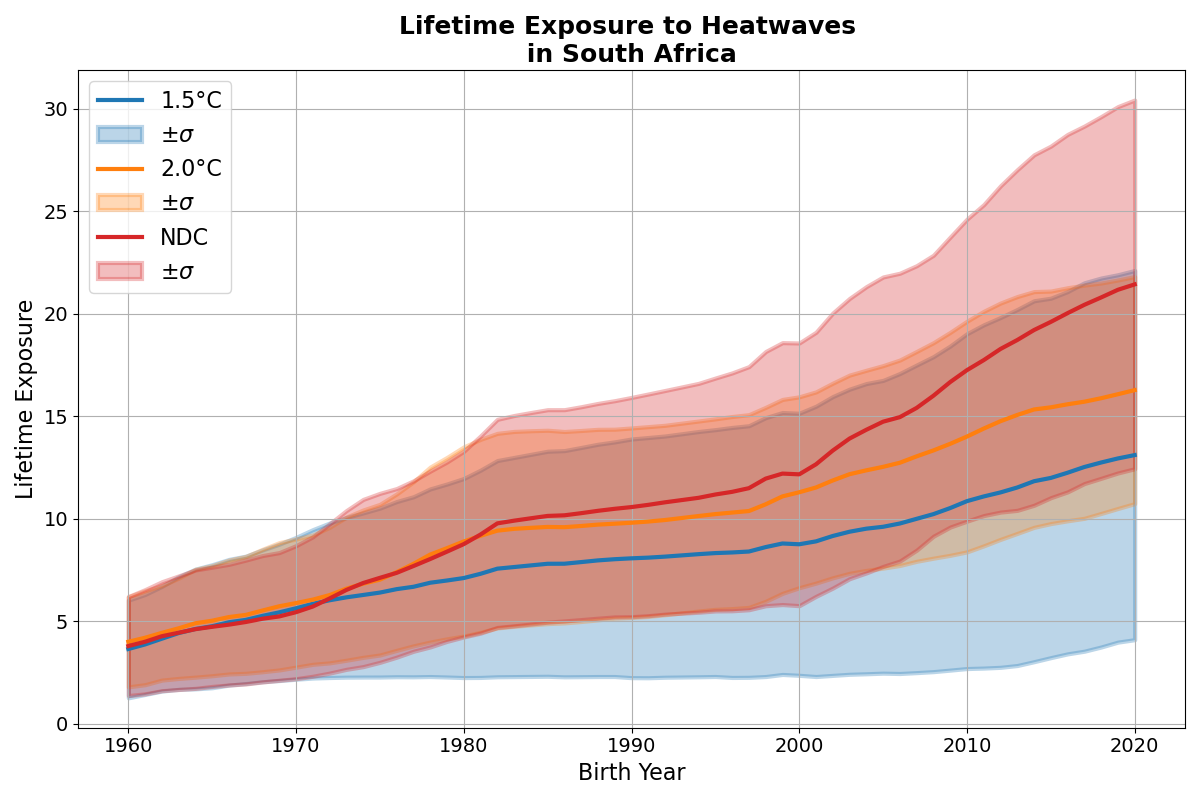 Lifetime Exposure to Heatwaves
in South Africa
1.5°C
±σ
2.0°C
±σ
NDC
±σ
Lifetime Exposure
30
25
20
15
10
5
0
1960 1970 1980 1990 2000 2010 2020
Birth Year